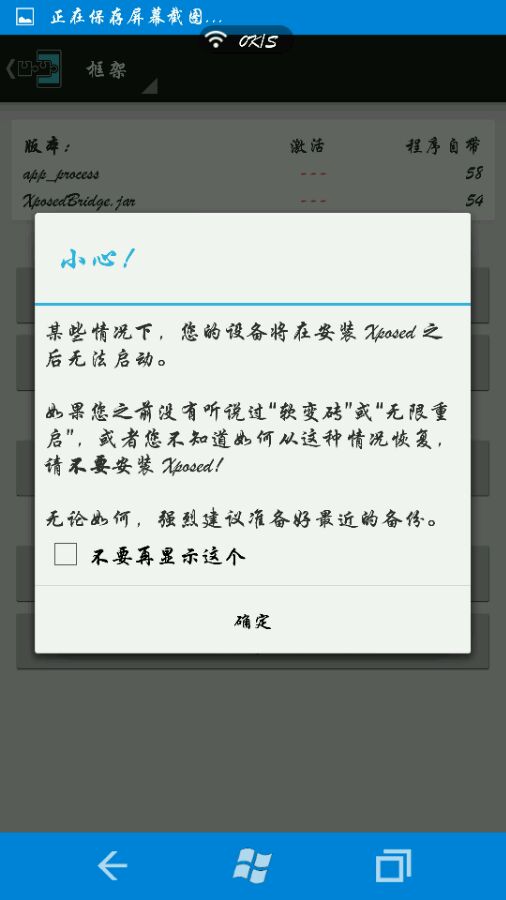 正在保存屏幕截图...
0K/S
框架
版本： 激活 程序自带
app_process --- 58
XposedBridge.jar --- 54
小心！
某些情况下，您的设备将在安装 Xposed 之
后无法启动。
如果您之前没有听说过“软变砖”或“无限重
启”，或者您不知道如何从这种情况恢复，
请不要安装 Xposed！
无论如何，强烈建议准备好最近的备份。
不要再显示这个
确定